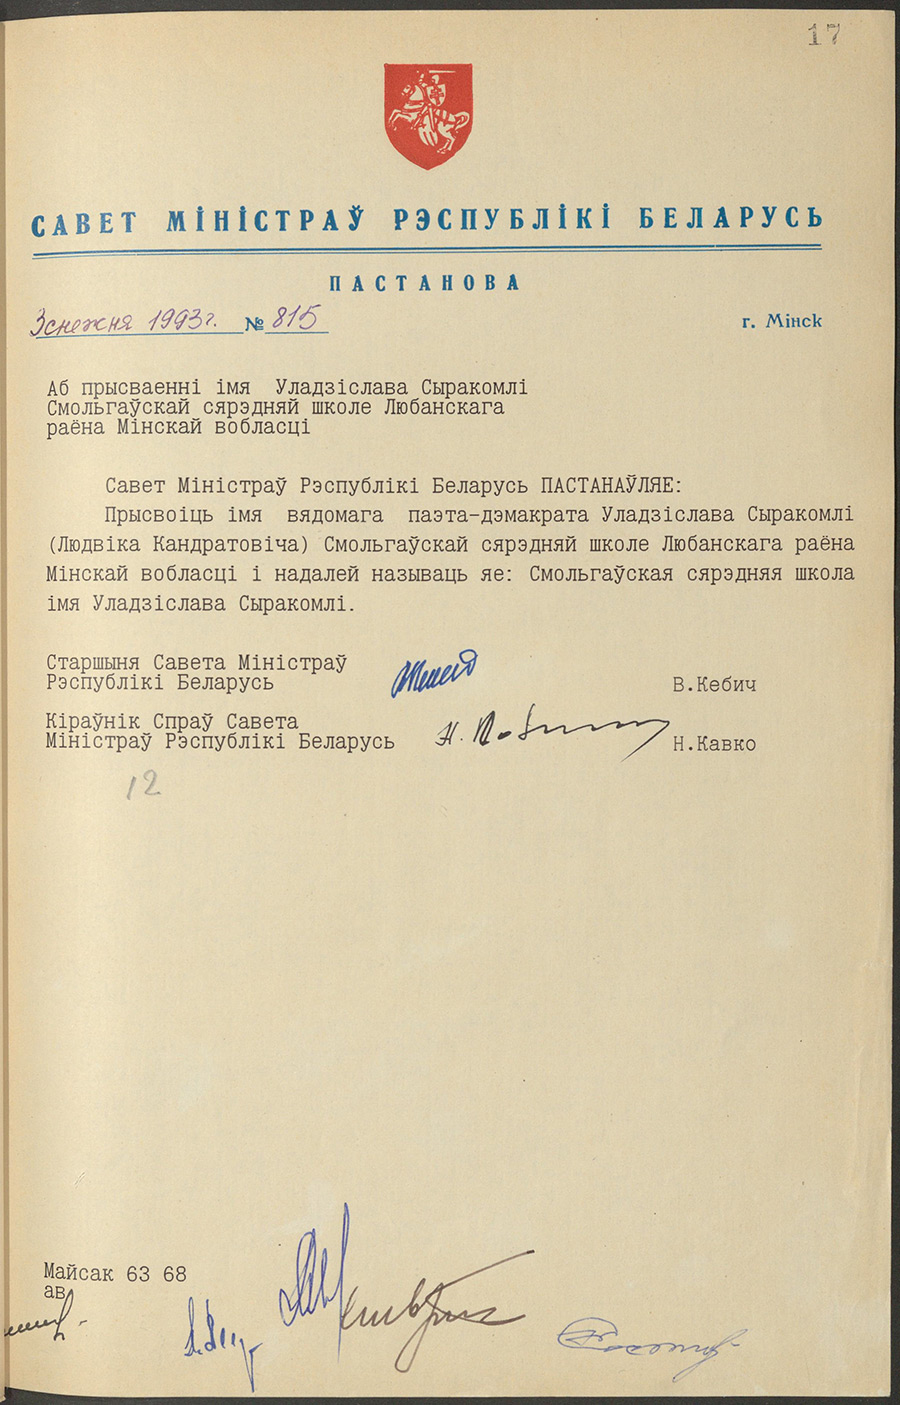 17
САВЕТ МІНІСТРАЎ РЭСПУБЛІКІ БЕЛАРУСЬ
ПАСТАНОВА
3 снежня 1993 г. № 815 г. Мінск
Аб прысваенні імя Уладзіслава Сыракомлі
Смольгаўскай сярэдняй школе Любанскага
раёна Мінскай вобласці
Савет Міністраў Рэспублікі Беларусь ПАСТАНАЎЛЯЕ:
Прысвоіць імя вядомага паэта-дэмакрата Уладзіслава Сыракомлі
(Людвіка Кандратовіча) Смольгаўскай сярэдняй школе Любанскага раёна
Мінскай вобласці і надалей называць яе: Смольгаўская сярэдняя школа
імя Уладзіслава Сыракомлі.
Старшыня Савета Міністраў
Рэспублікі Беларусь В.Кебич
Кіраўнік Спраў Савета
Міністраў Рэспублікі Беларусь Н.Кавко
12
Майсак 63 68
ав